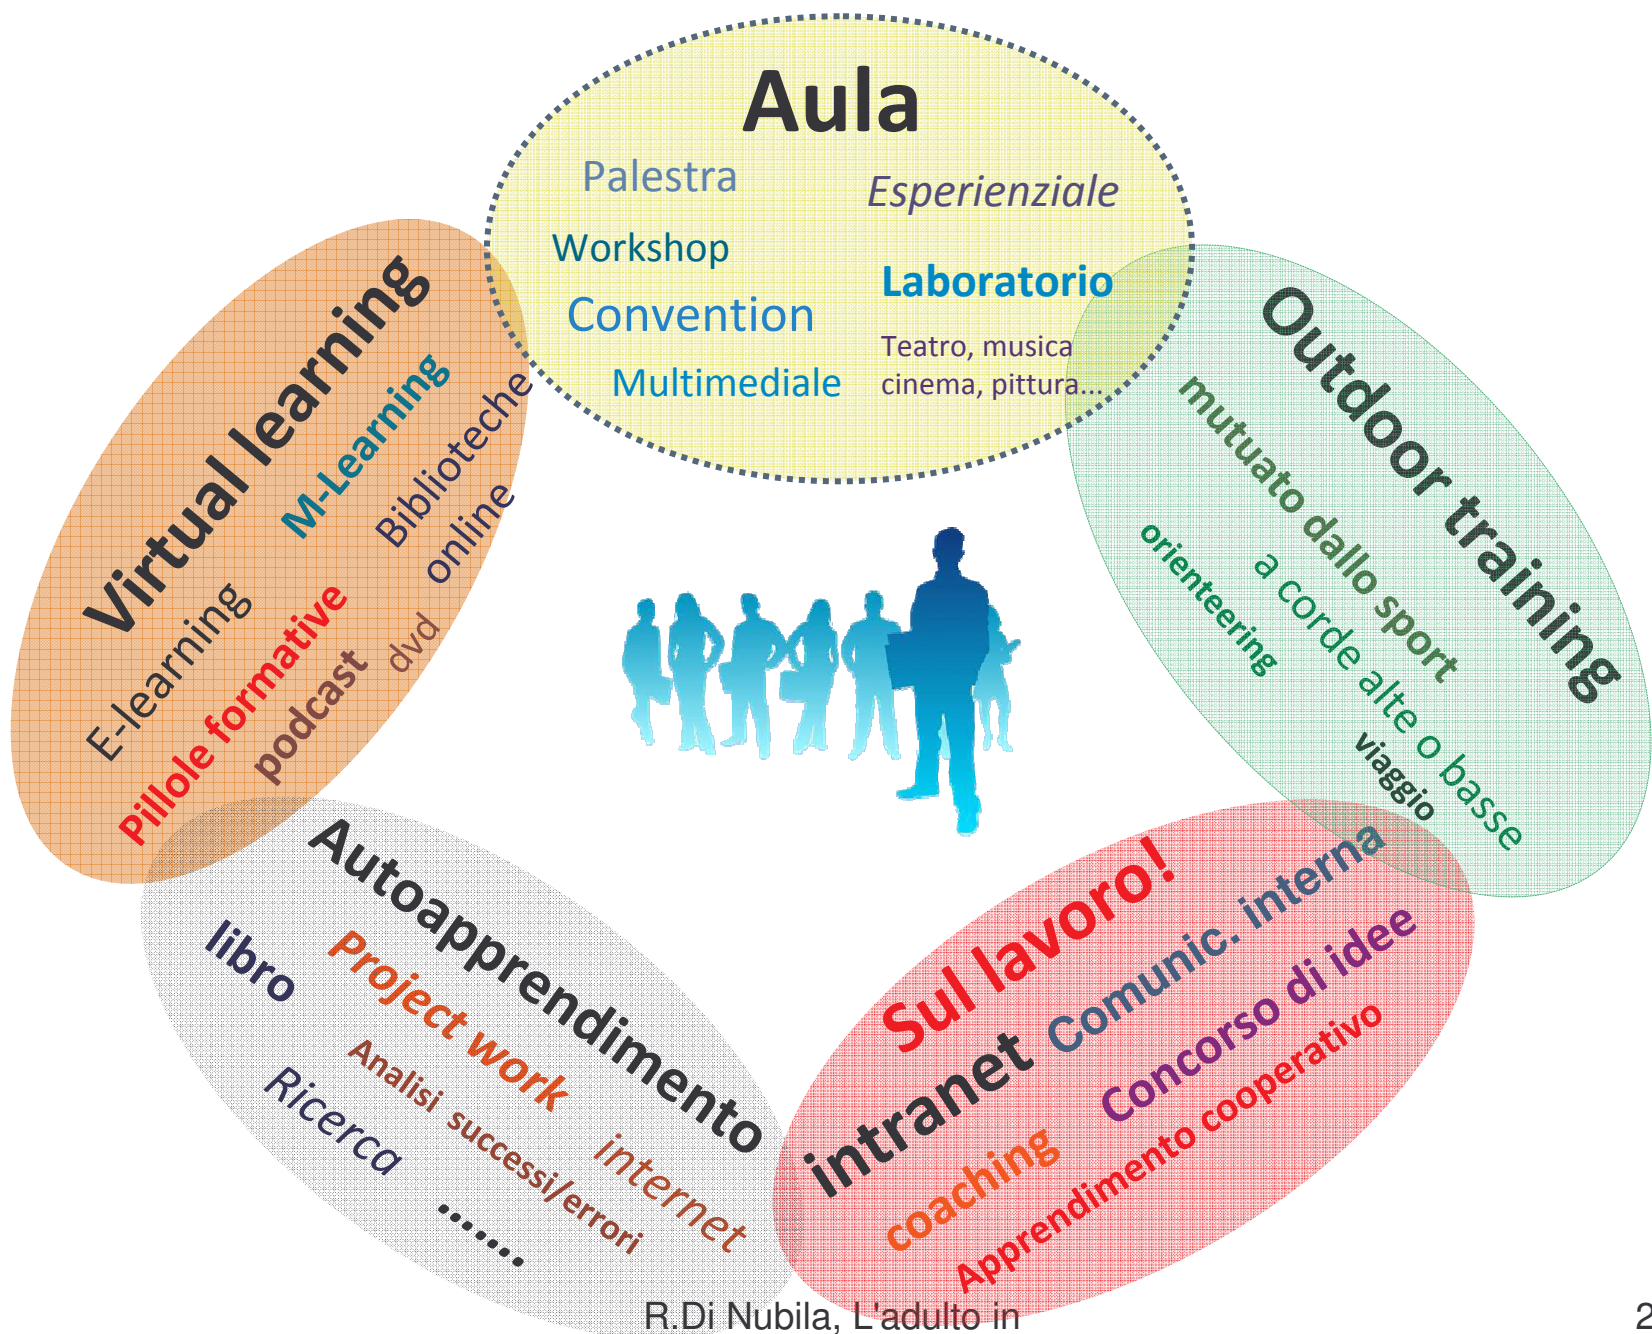 Aula
Palestra
Esperienziale
Workshop
Laboratorio
Convention
Teatro, musica
cinema, pittura...
Multimediale
Virtual learning
M-Learning
Biblioteche
online
E-learning
Pillole formative
podcast
dvd
Outdoor training
mutuato dallo sport
a corde alte o basse
orienteering
viaggio
Autoapprendimento
libro
Project work
Analisi successi/errori
internet
Ricerca
.......
Sul lavoro!
Comunic. interna
intranet
Concorso di idee
coaching
Apprendimento cooperativo
R.Di Nubila, L'adulto in
2